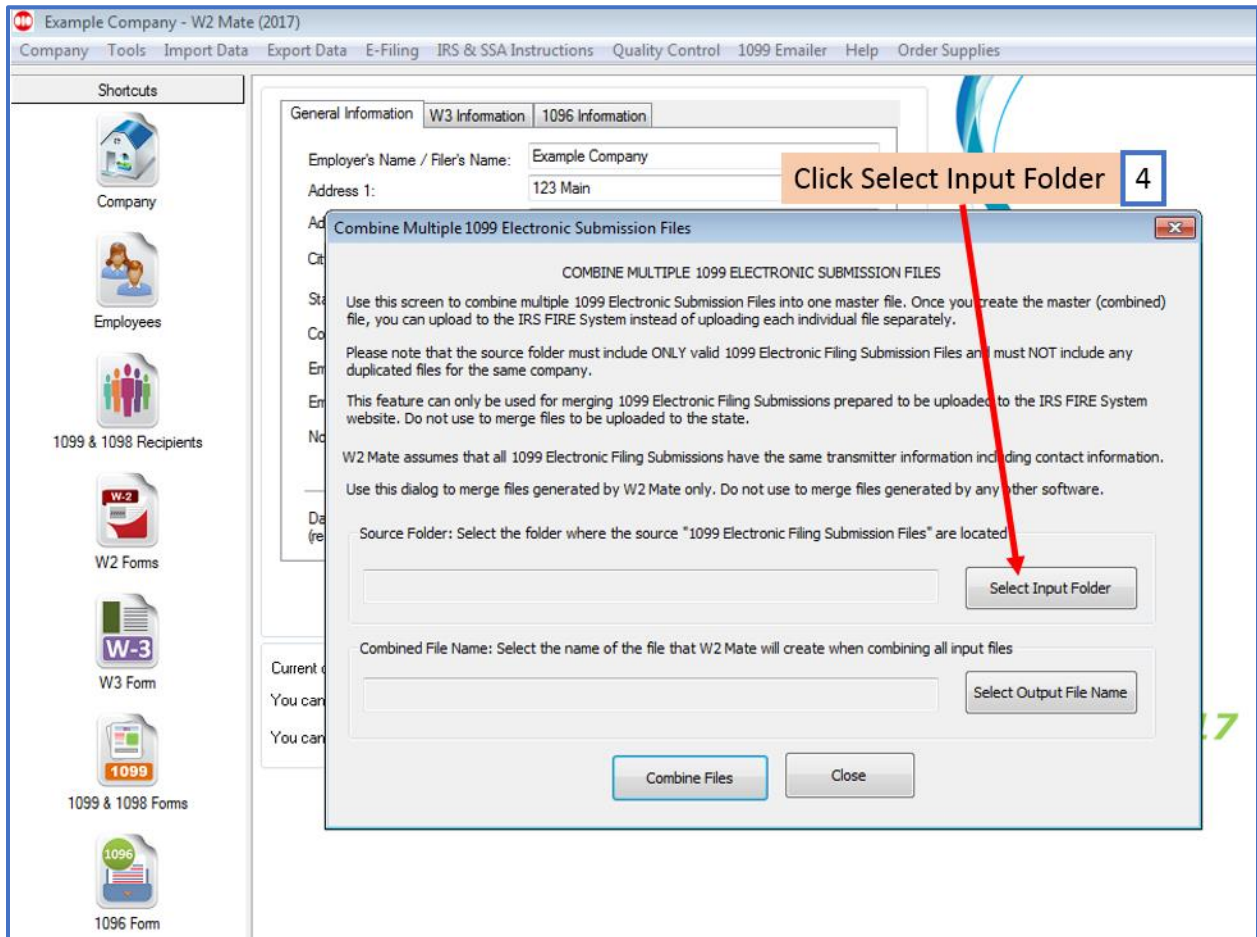 Example Company - W2 Mate (2017)
Company Tools Import Data Export Data E-Filing IRS & SSA Instructions Quality Control 1099 Emailer Help Order Supplies
Shortcuts
Company
Employees
1099 & 1098 Recipients
W-2
W2 Forms
W-3
W3 Form
1099
1099 & 1098 Forms
1096
1096 Form
General Information W3 Information 1096 Information
Employer's Name / Filer's Name: Example Company
Address 1: 123 Main
Click Select Input Folder 4
Combine Multiple 1099 Electronic Submission Files
COMBINE MULTIPLE 1099 ELECTRONIC SUBMISSION FILES
Use this screen to combine multiple 1099 Electronic Submission Files into one master file. Once you create the master (combined)
file, you can upload to the IRS FIRE System instead of uploading each individual file separately.
Please note that the source folder must include ONLY valid 1099 Electronic Filing Submission Files and must NOT include any
duplicated files for the same company.
This feature can only be used for merging 1099 Electronic Filing Submissions prepared to be uploaded to the IRS FIRE System
website. Do not use to merge files to be uploaded to the state.
W2 Mate assumes that all 1099 Electronic Filing Submissions have the same transmitter information including contact information.
Use this dialog to merge files generated by W2 Mate only. Do not use to merge files generated by any other software.
Source Folder: Select the folder where the source "1099 Electronic Filing Submission Files" are located
Select Input Folder
Combined File Name: Select the name of the file that W2 Mate will create when combining all input files
Select Output File Name
Combine Files
Close
Current
You can
You can
17